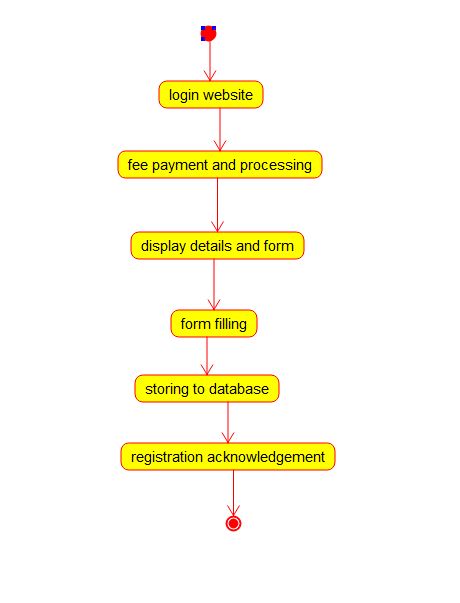 login website
fee payment and processing
display details and form
form filling
storing to database
registration acknowledgement